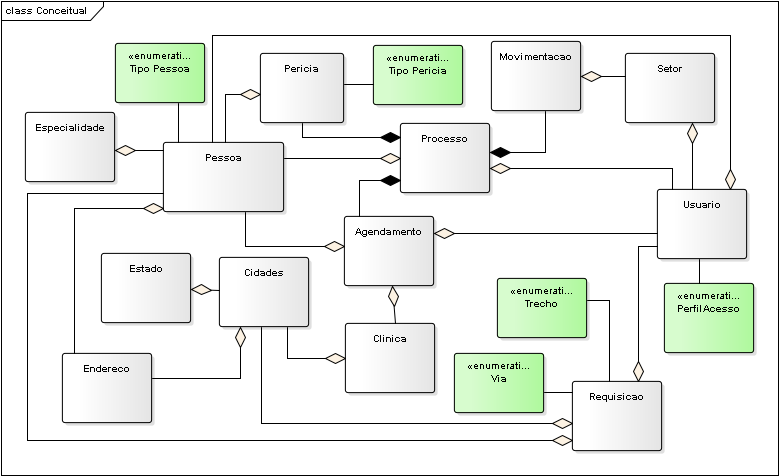 class Conceitual
«enumerati...
Tipo Pessoa
Pericia
«enumerati...
Tipo Pericia
Movimentacao
Setor
Especialidade
Pessoa
Processo
Usuario
Agendamento
Estado
Cidades
«enumerati...
Trecho
«enumerati...
PerfilAcesso
Clinica
Endereco
«enumerati...
Via
Requisicao